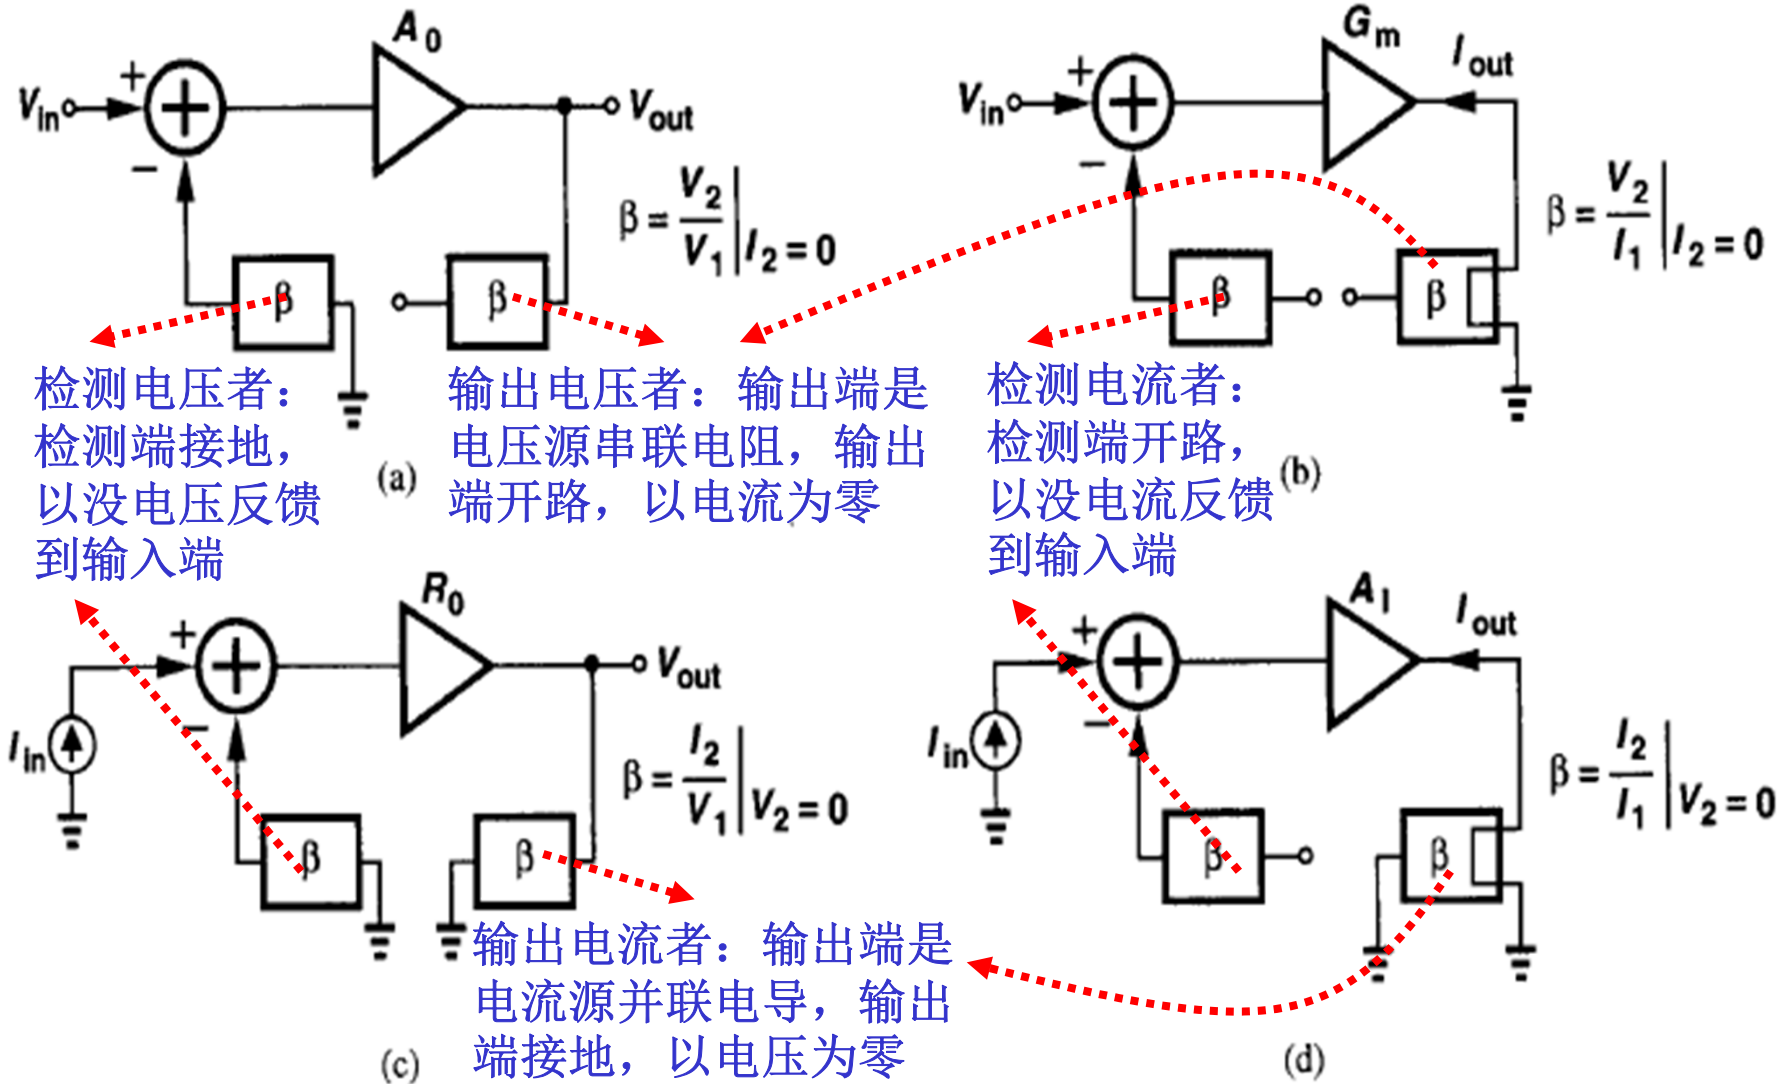 A0
+
Vin
Vout
−
β = V2/V1 | I2 = 0
β
β
检测电压者：
检测端接地，
以没电压反馈
到输入端
输出电压者：输出端是
电压源串联电阻，输出
端开路，以电流为零
(a)
Gm
Iout
+
Vin
−
β = V2/I1 | I2 = 0
β
β
检测电流者：
检测端开路，
以没电流反馈
到输入端
(b)
R0
+
Vout
−
Iin
β = I2/V1 | V2 = 0
β
β
输出电流者：输出端是
电流源并联电导，输出
端接地，以电压为零
(c)
AI
Iout
+
−
Iin
β = I2/I1 | V2 = 0
β
β
(d)